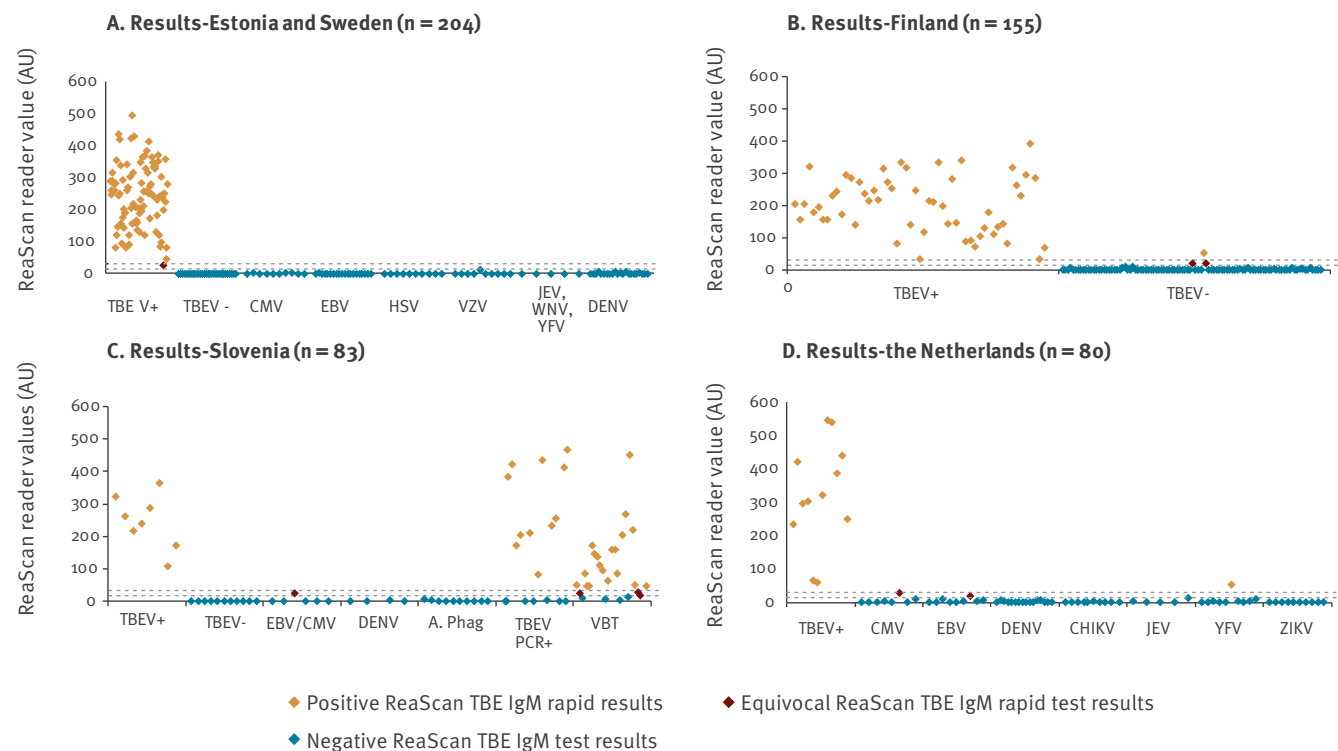 A. Results-Estonia and Sweden (n = 204)
ReaScan reader value (AU)
600
500
400
300
200
100
0
TBE V+ TBEV - CMV EBV HSV VZV JEV, WNV, YFV DENV
B. Results-Finland (n = 155)
ReaScan reader value (AU)
600
500
400
300
200
100
0
0
TBEV+ TBEV-
C. Results-Slovenia (n = 83)
ReaScan reader values (AU)
600
500
400
300
200
100
0
TBEV+ TBEV- EBV/CMV DENV A. Phag TBEV PCR+ VBT
D. Results-the Netherlands (n = 80)
ReaScan reader value (AU)
600
500
400
300
200
100
0
TBEV+ CMV EBV DENV CHIKV JEV YFV ZIKV
Positive ReaScan TBE IgM rapid results
Equivocal ReaScan TBE IgM rapid test results
Negative ReaScan TBE IgM test results